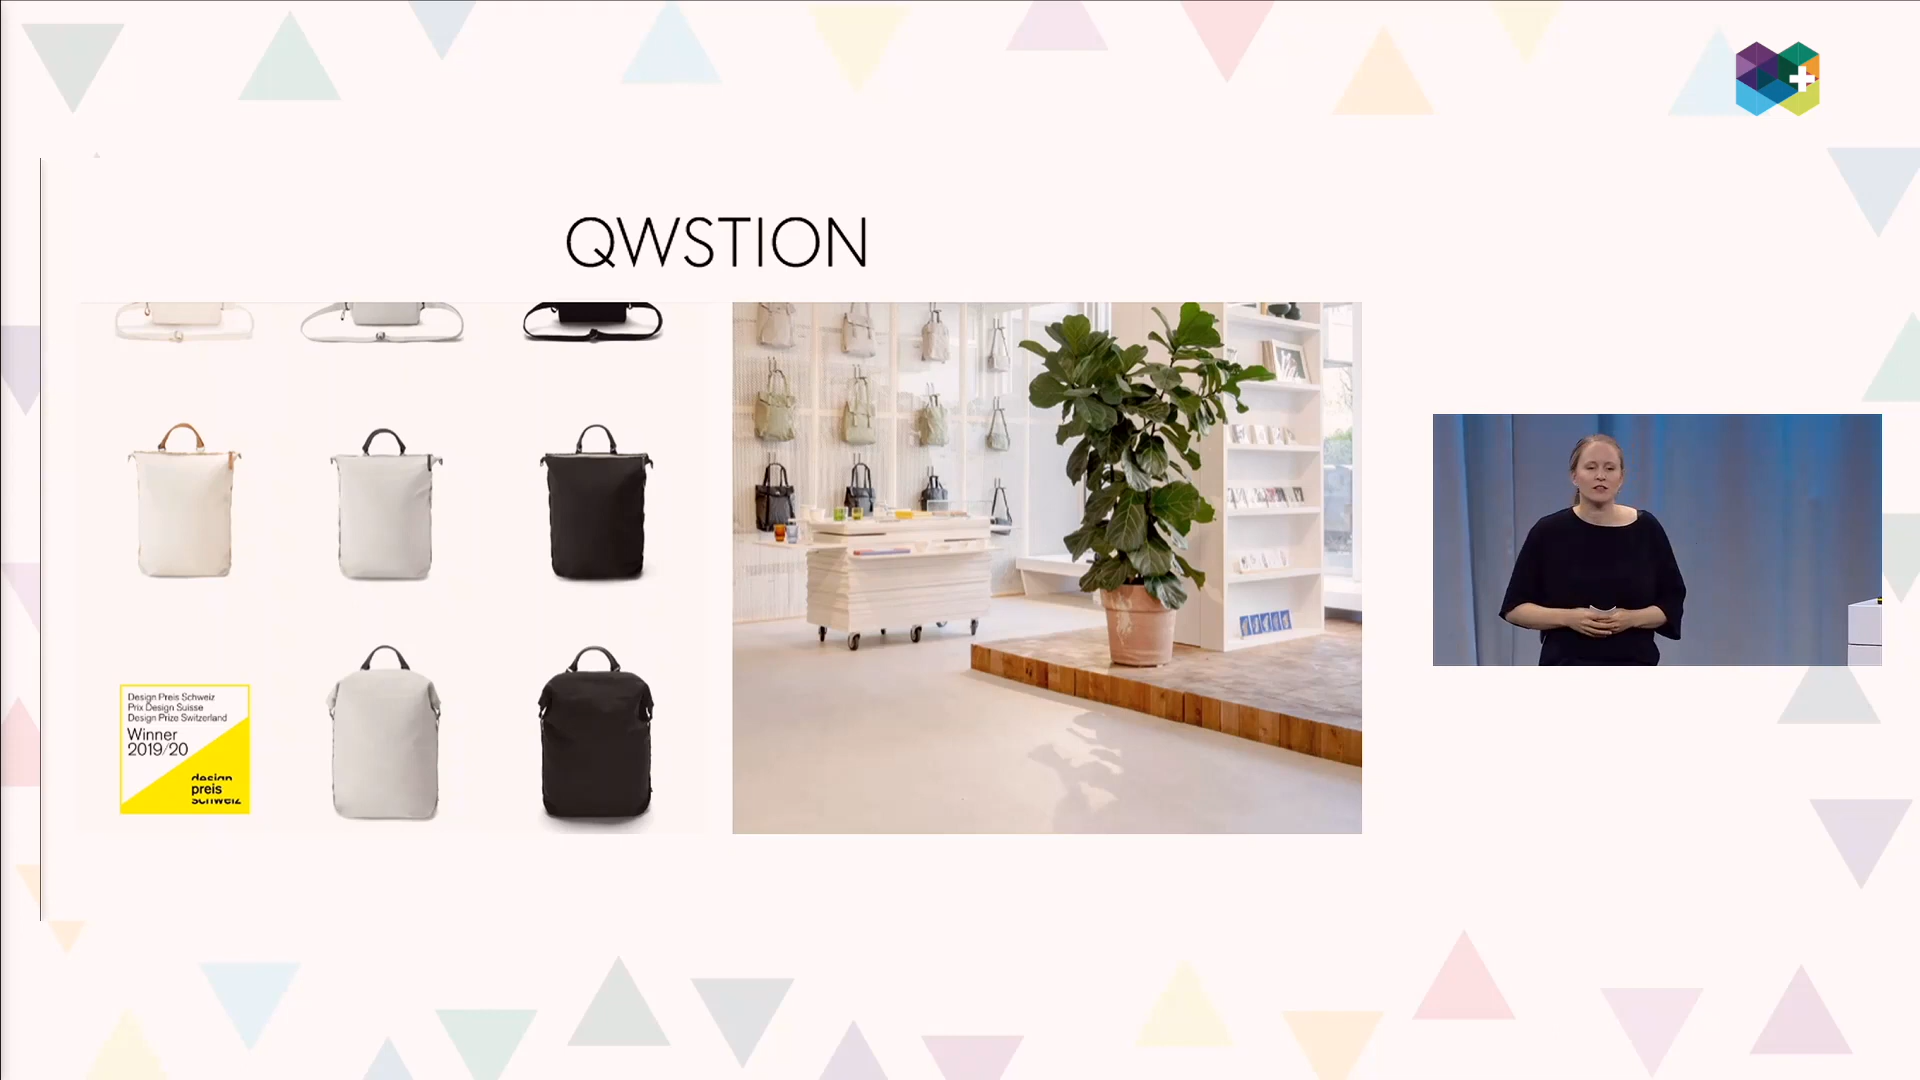 QWSTION
Design Preis Schweiz
Prix Design Suisse
Design Prize Switzerland
Winner
2019/20
design
preis
schweiz